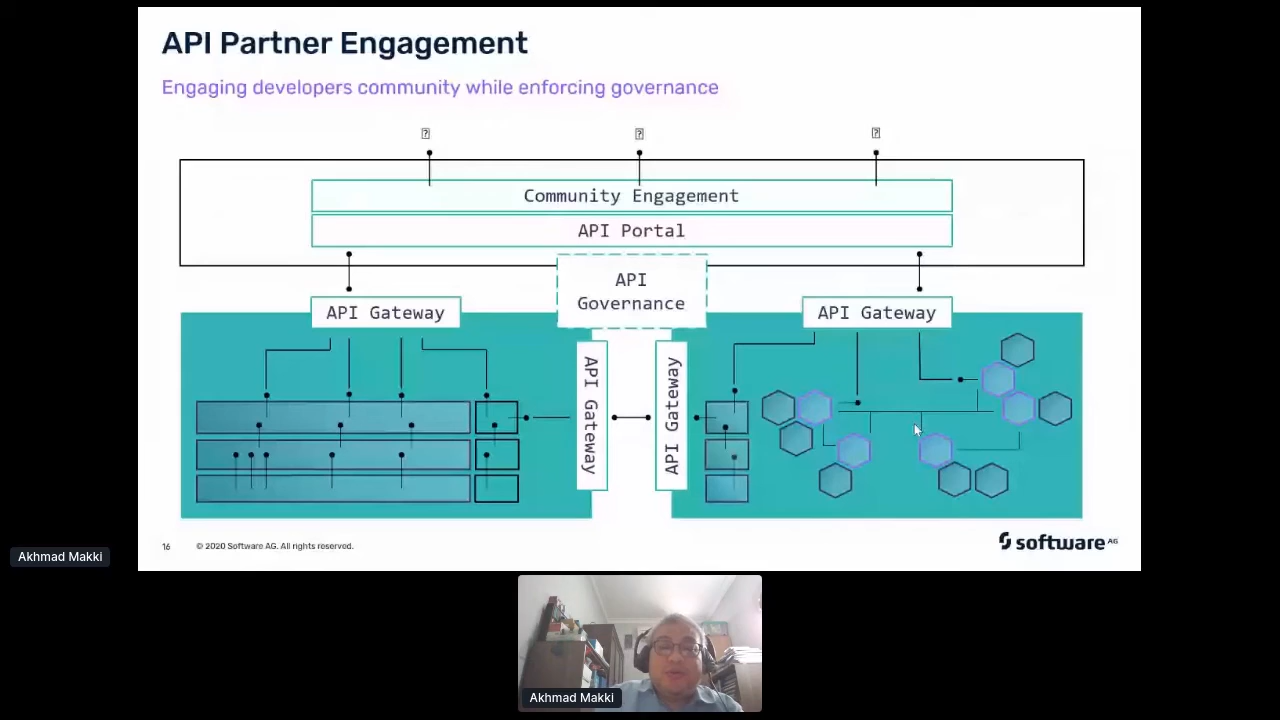 API Partner Engagement
Engaging developers community while enforcing governance
Community Engagement
API Portal
API
Governance
API Gateway
API Gateway
API Gateway
API Gateway
16
© 2020 Software AG. All rights reserved.
software AG
Akhmad Makki
Akhmad Makki